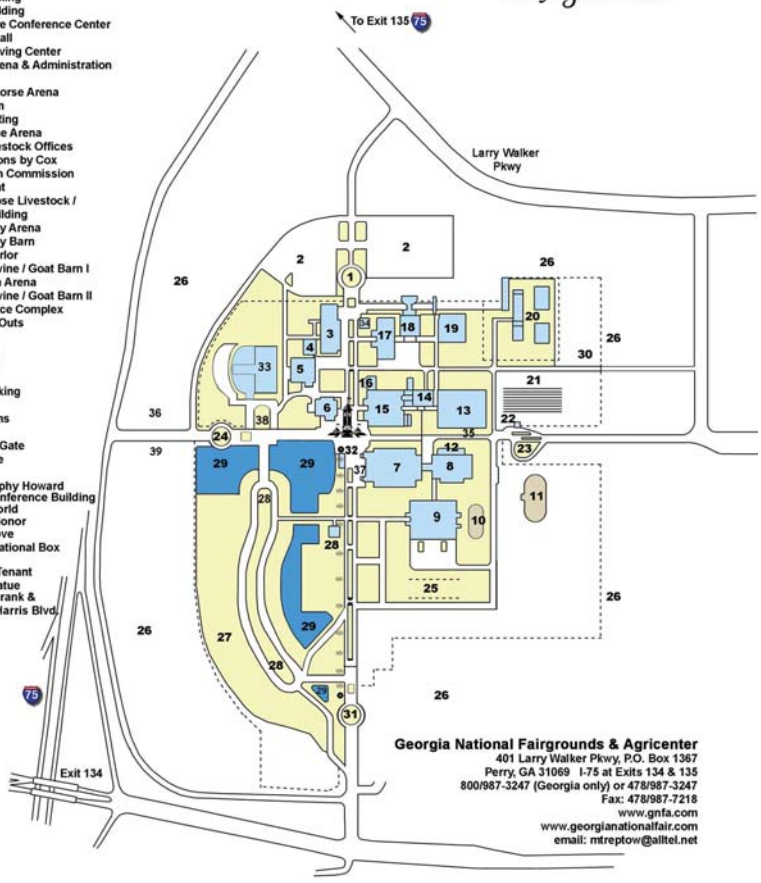 ilding
e Conference Center
all
ving Center
ena & Administration
orse Arena
ting
e Arena
estock Offices
ons by Cox
n Commission
nt
ose Livestock /
ilding
y Arena
y Barn
rlor
vine / Goat Barn I
n Arena
vine / Goat Barn II
ce Complex
Outs
king
ns
Gate
e
phy Howard
nference Building
orld
onor
ve
ational Box
Tenant
atue
rank &
Harris Blvd.
To Exit 135 75
Larry Walker
Pkwy
2
2
26
26
1
3
34
17
18
19
20
26
4
30
33
5
16
21
14
36
6
15
13
22
38
24
35
39
32
12
23
29
29
37
7
8
28
11
9
10
28
25
26
29
26
27
28
75
29
26
31
Exit 134
Georgia National Fairgrounds & Agricenter
401 Larry Walker Pkwy, P.O. Box 1367
Perry, GA 31069 I-75 at Exits 134 & 135
800/987-3247 (Georgia only) or 478/987-3247
Fax: 478/987-7218
www.gnfa.com
www.georgianationalfair.com
email: mtreptow@alltel.net